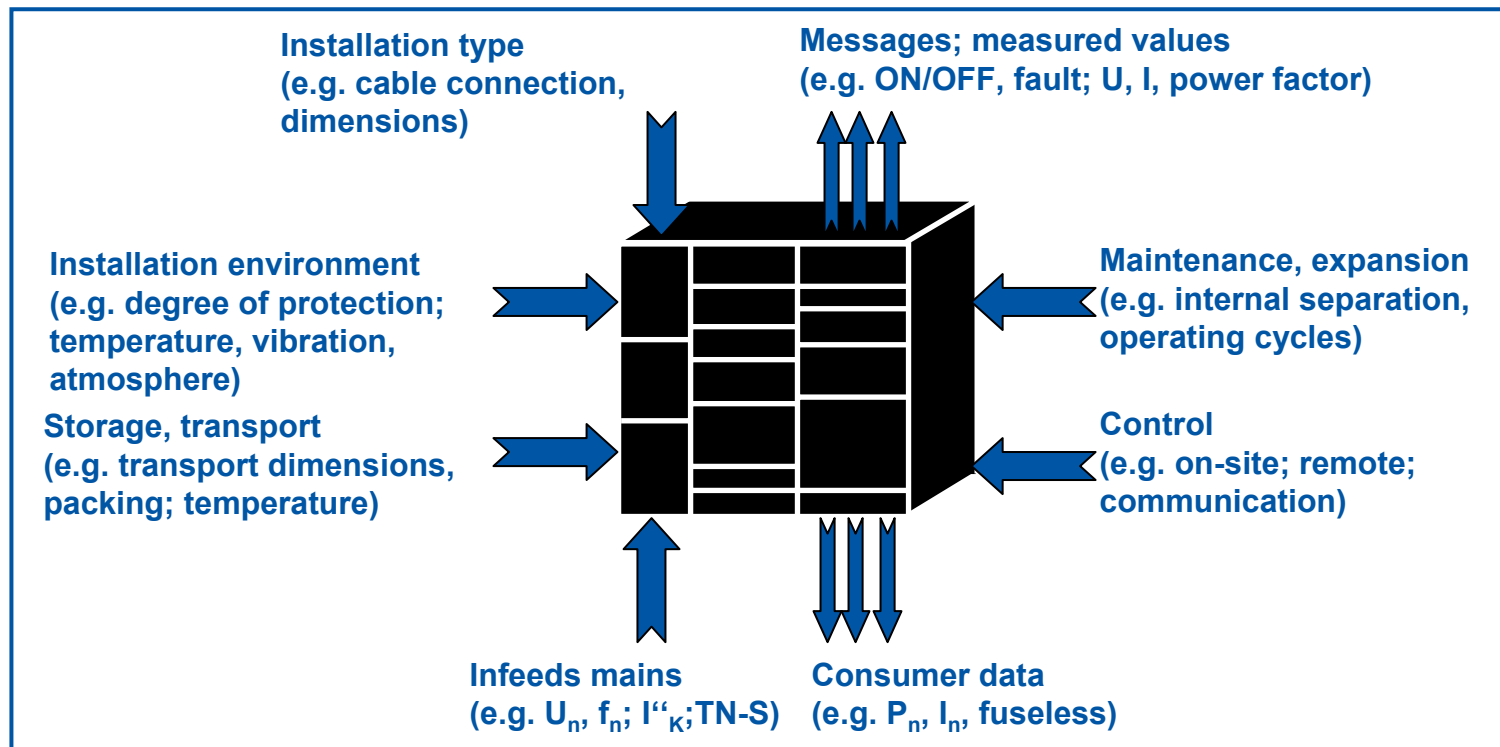 Installation type
(e.g. cable connection,
dimensions)
Messages; measured values
(e.g. ON/OFF, fault; U, I, power factor)
Installation environment
(e.g. degree of protection;
temperature, vibration,
atmosphere)
Maintenance, expansion
(e.g. internal separation,
operating cycles)
Storage, transport
(e.g. transport dimensions,
packing; temperature)
Control
(e.g. on-site; remote;
communication)
Infeeds mains
(e.g. Uₙ, fₙ; I“ₖ;TN-S)
Consumer data
(e.g. Pₙ, Iₙ, fuseless)